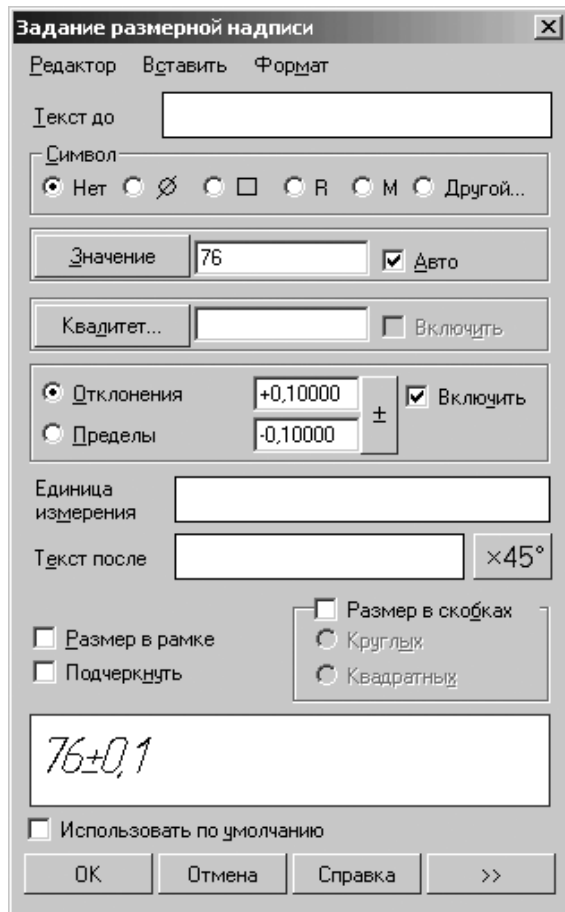 Задание размерной надписи
Редактор Вставить Формат
Текст до
Символ
Нет Ø □ R M Другой...
Значение 76 Авто
Квалитет... Включить
Отклонения +0,10000 ± Включить
Пределы -0,10000
Единица
измерения
Текст после ×45°
Размер в скобках
Размер в рамке Круглых
Подчеркнуть Квадратных
76±0,1
Использовать по умолчанию
OK Отмена Справка >>